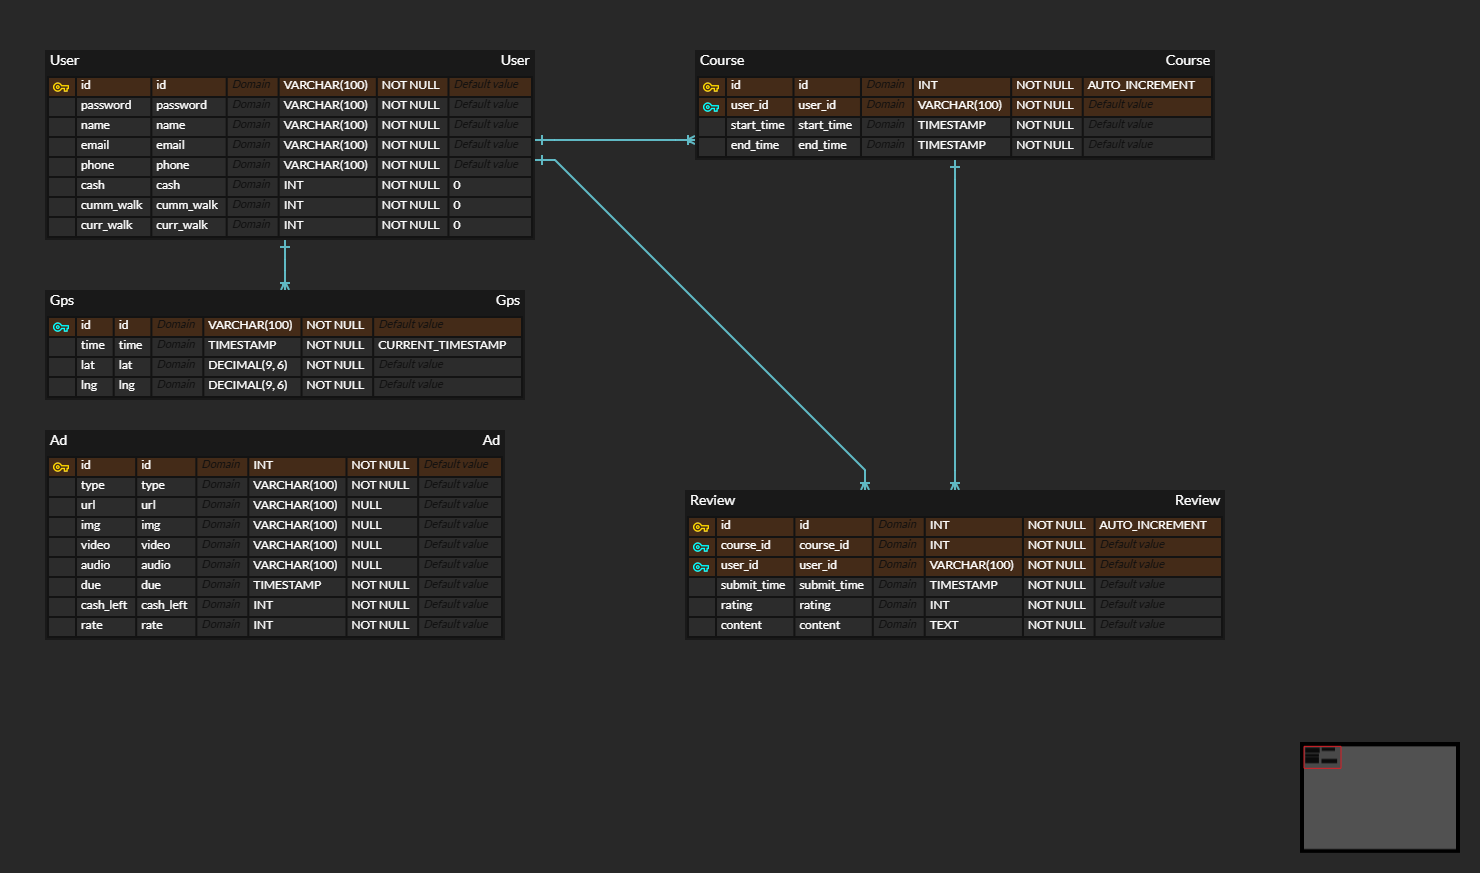 User User
id id Domain VARCHAR(100) NOT NULL Default value
password password Domain VARCHAR(100) NOT NULL Default value
name name Domain VARCHAR(100) NOT NULL Default value
email email Domain VARCHAR(100) NOT NULL Default value
phone phone Domain VARCHAR(100) NOT NULL Default value
cash cash Domain INT NOT NULL 0
cumm_walk cumm_walk Domain INT NOT NULL 0
curr_walk curr_walk Domain INT NOT NULL 0
Course Course
id id Domain INT NOT NULL AUTO_INCREMENT
user_id user_id Domain VARCHAR(100) NOT NULL Default value
start_time start_time Domain TIMESTAMP NOT NULL Default value
end_time end_time Domain TIMESTAMP NOT NULL Default value
Gps Gps
id id Domain VARCHAR(100) NOT NULL Default value
time time Domain TIMESTAMP NOT NULL CURRENT_TIMESTAMP
lat lat Domain DECIMAL(9, 6) NOT NULL Default value
lng lng Domain DECIMAL(9, 6) NOT NULL Default value
Ad Ad
id id Domain INT NOT NULL Default value
type type Domain VARCHAR(100) NOT NULL Default value
url url Domain VARCHAR(100) NULL Default value
img img Domain VARCHAR(100) NULL Default value
video video Domain VARCHAR(100) NULL Default value
audio audio Domain VARCHAR(100) NULL Default value
due due Domain TIMESTAMP NOT NULL Default value
cash_left cash_left Domain INT NOT NULL Default value
rate rate Domain INT NOT NULL Default value
Review Review
id id Domain INT NOT NULL AUTO_INCREMENT
course_id course_id Domain INT NOT NULL Default value
user_id user_id Domain VARCHAR(100) NOT NULL Default value
submit_time submit_time Domain TIMESTAMP NOT NULL Default value
rating rating Domain INT NOT NULL Default value
content content Domain TEXT NOT NULL Default value